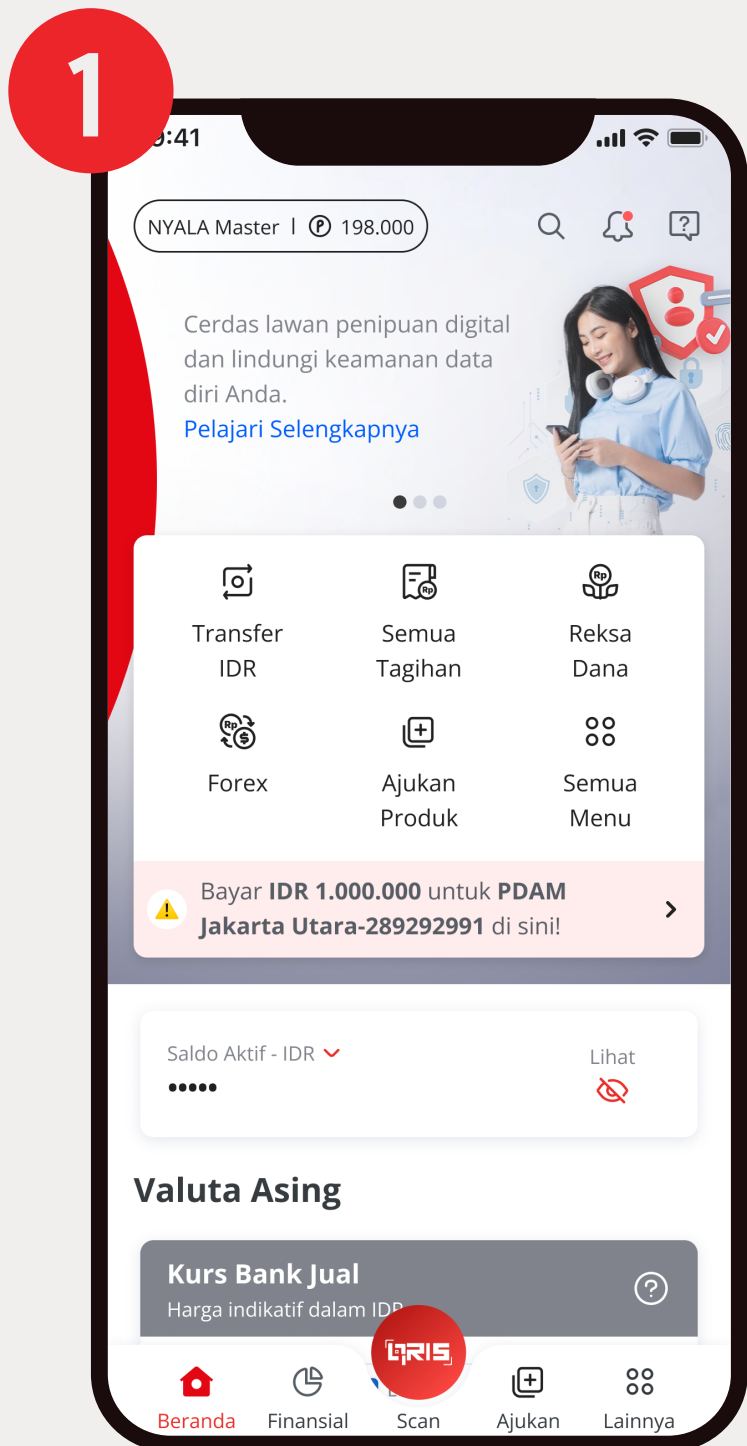 1
9:41
NYALA Master | P 198.000
Cerdas lawan penipuan digital
dan lindungi keamanan data
diri Anda.
Pelajari Selengkapnya
Transfer
IDR
Semua
Tagihan
Reksa
Dana
Forex
Ajukan
Produk
Semua
Menu
Bayar IDR 1.000.000 untuk PDAM
Jakarta Utara-289292991 di sini!
Saldo Aktif - IDR
Lihat
•••••
Valuta Asing
Kurs Bank Jual
Harga indikatif dalam IDR
QRIS
Beranda
Finansial
Scan
Ajukan
Lainnya